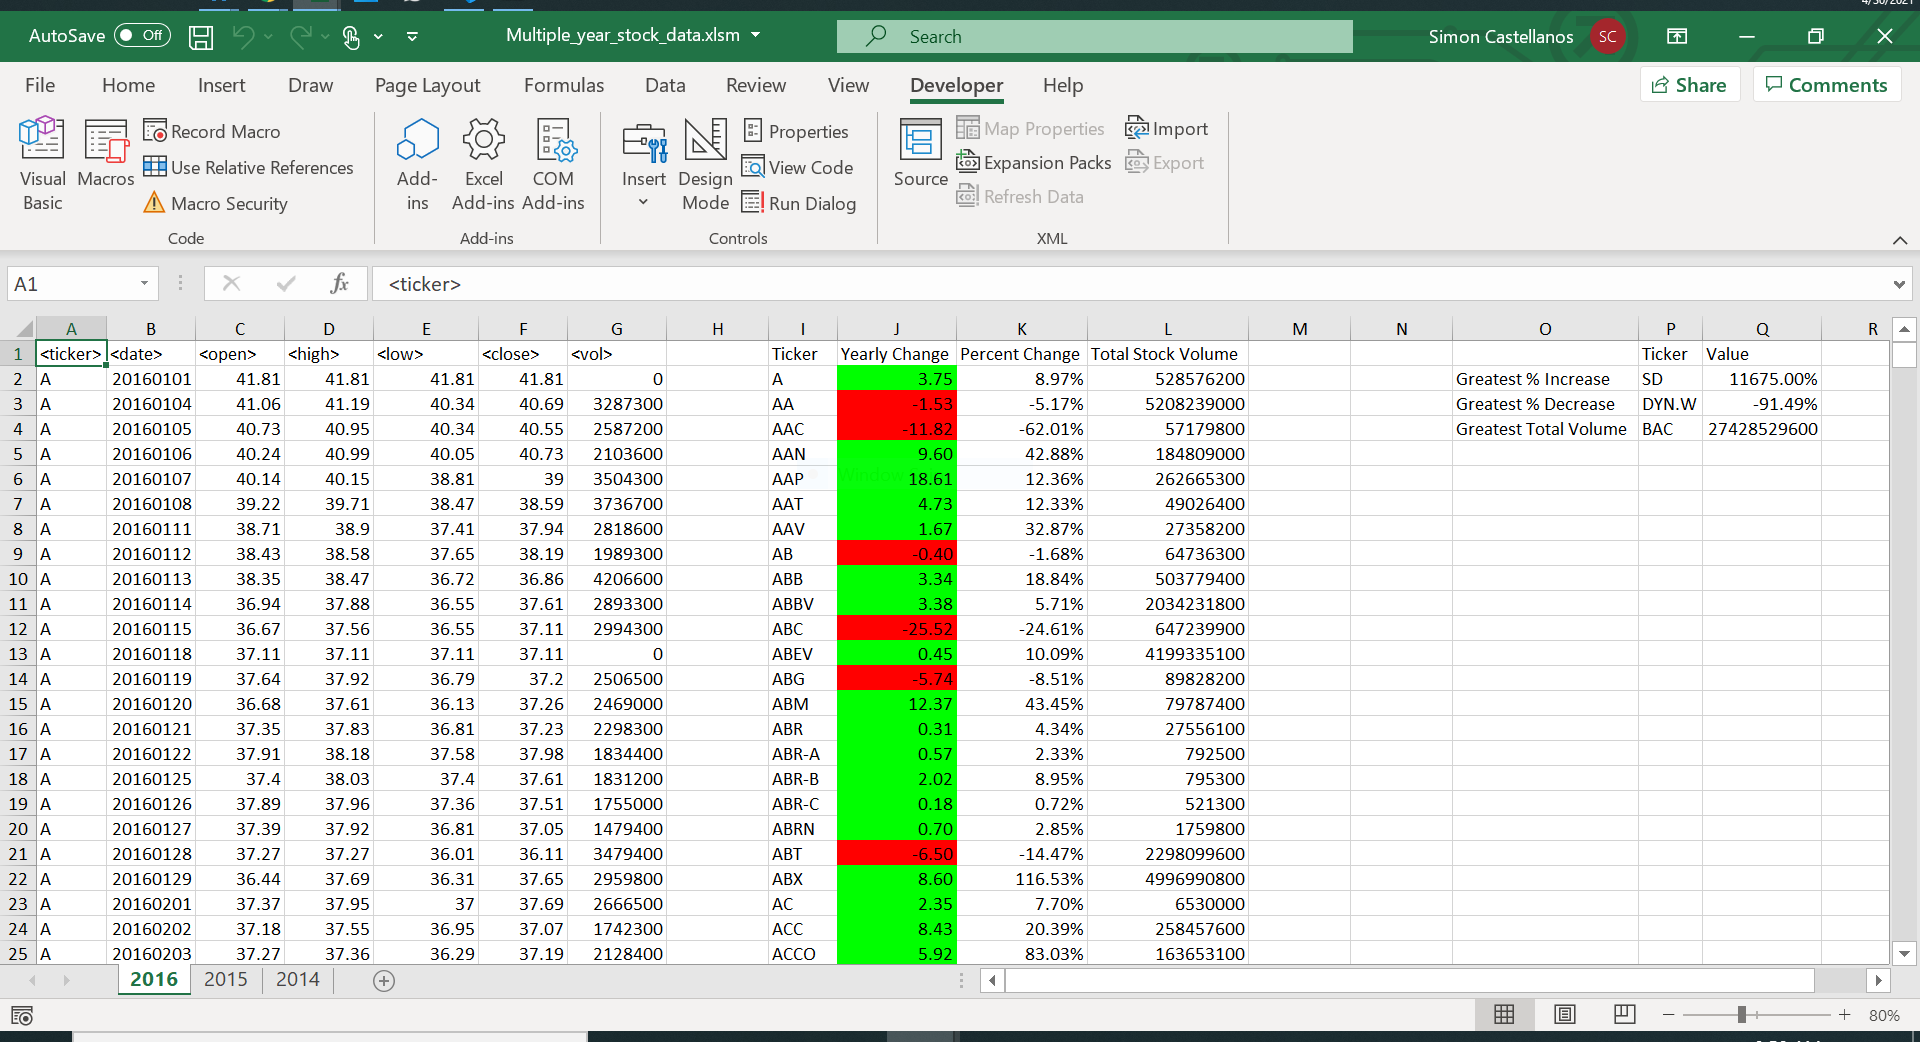 4/30/2021
AutoSave Off Multiple_year_stock_data.xlsm Search Simon Castellanos SC
File Home Insert Draw Page Layout Formulas Data Review View Developer Help Share Comments
Visual Basic Macros Record Macro Use Relative References Macro Security Code
Add-ins Excel Add-ins COM Add-ins Add-ins
Insert Design Mode Properties View Code Run Dialog Controls
Source Map Properties Expansion Packs Refresh Data Import Export XML
A1 fx <ticker>
A B C D E F G H I J K L M N O P Q R
1 <ticker> <date> <open> <high> <low> <close> <vol> Ticker Yearly Change Percent Change Total Stock Volume Ticker Value
2 A 20160101 41.81 41.81 41.81 41.81 0 A 3.75 8.97% 528576200 Greatest % Increase SD 11675.00%
3 A 20160104 41.06 41.19 40.34 40.69 3287300 AA -1.53 -5.17% 5208239000 Greatest % Decrease DYN.W -91.49%
4 A 20160105 40.73 40.95 40.34 40.55 2587200 AAC -11.82 -62.01% 57179800 Greatest Total Volume BAC 27428529600
5 A 20160106 40.24 40.99 40.05 40.73 2103600 AAN 9.60 42.88% 184809000
6 A 20160107 40.14 40.15 38.81 39 3504300 AAP 18.61 12.36% 262665300
7 A 20160108 39.22 39.71 38.47 38.59 3736700 AAT 4.73 12.33% 49026400
8 A 20160111 38.71 38.9 37.41 37.94 2818600 AAV 1.67 32.87% 27358200
9 A 20160112 38.43 38.58 37.65 38.19 1989300 AB -0.40 -1.68% 64736300
10 A 20160113 38.35 38.47 36.72 36.86 4206600 ABB 3.34 18.84% 503779400
11 A 20160114 36.94 37.88 36.55 37.61 2893300 ABBV 3.38 5.71% 2034231800
12 A 20160115 36.67 37.56 36.55 37.11 2994300 ABC -25.52 -24.61% 647239900
13 A 20160118 37.11 37.11 37.11 37.11 0 ABEV 0.45 10.09% 4199335100
14 A 20160119 37.64 37.92 36.79 37.2 2506500 ABG -5.74 -8.51% 89828200
15 A 20160120 36.68 37.61 36.13 37.26 2469000 ABM 12.37 43.45% 79787400
16 A 20160121 37.35 37.83 36.81 37.23 2298300 ABR 0.31 4.34% 27556100
17 A 20160122 37.91 38.18 37.58 37.98 1834400 ABR-A 0.57 2.33% 792500
18 A 20160125 37.4 38.03 37.4 37.61 1831200 ABR-B 2.02 8.95% 795300
19 A 20160126 37.89 37.96 37.36 37.51 1755000 ABR-C 0.18 0.72% 521300
20 A 20160127 37.39 37.92 36.81 37.05 1479400 ABRN 0.70 2.85% 1759800
21 A 20160128 37.27 37.27 36.01 36.11 3479400 ABT -6.50 -14.47% 2298099600
22 A 20160129 36.44 37.69 36.31 37.65 2959800 ABX 8.60 116.53% 4996990800
23 A 20160201 37.37 37.95 37 37.69 2666500 AC 2.35 7.70% 6530000
24 A 20160202 37.18 37.55 36.95 37.07 1742300 ACC 8.43 20.39% 258457600
25 A 20160203 37.27 37.36 36.29 37.19 2128400 ACCO 5.92 83.03% 163653100
2016 2015 2014
80%